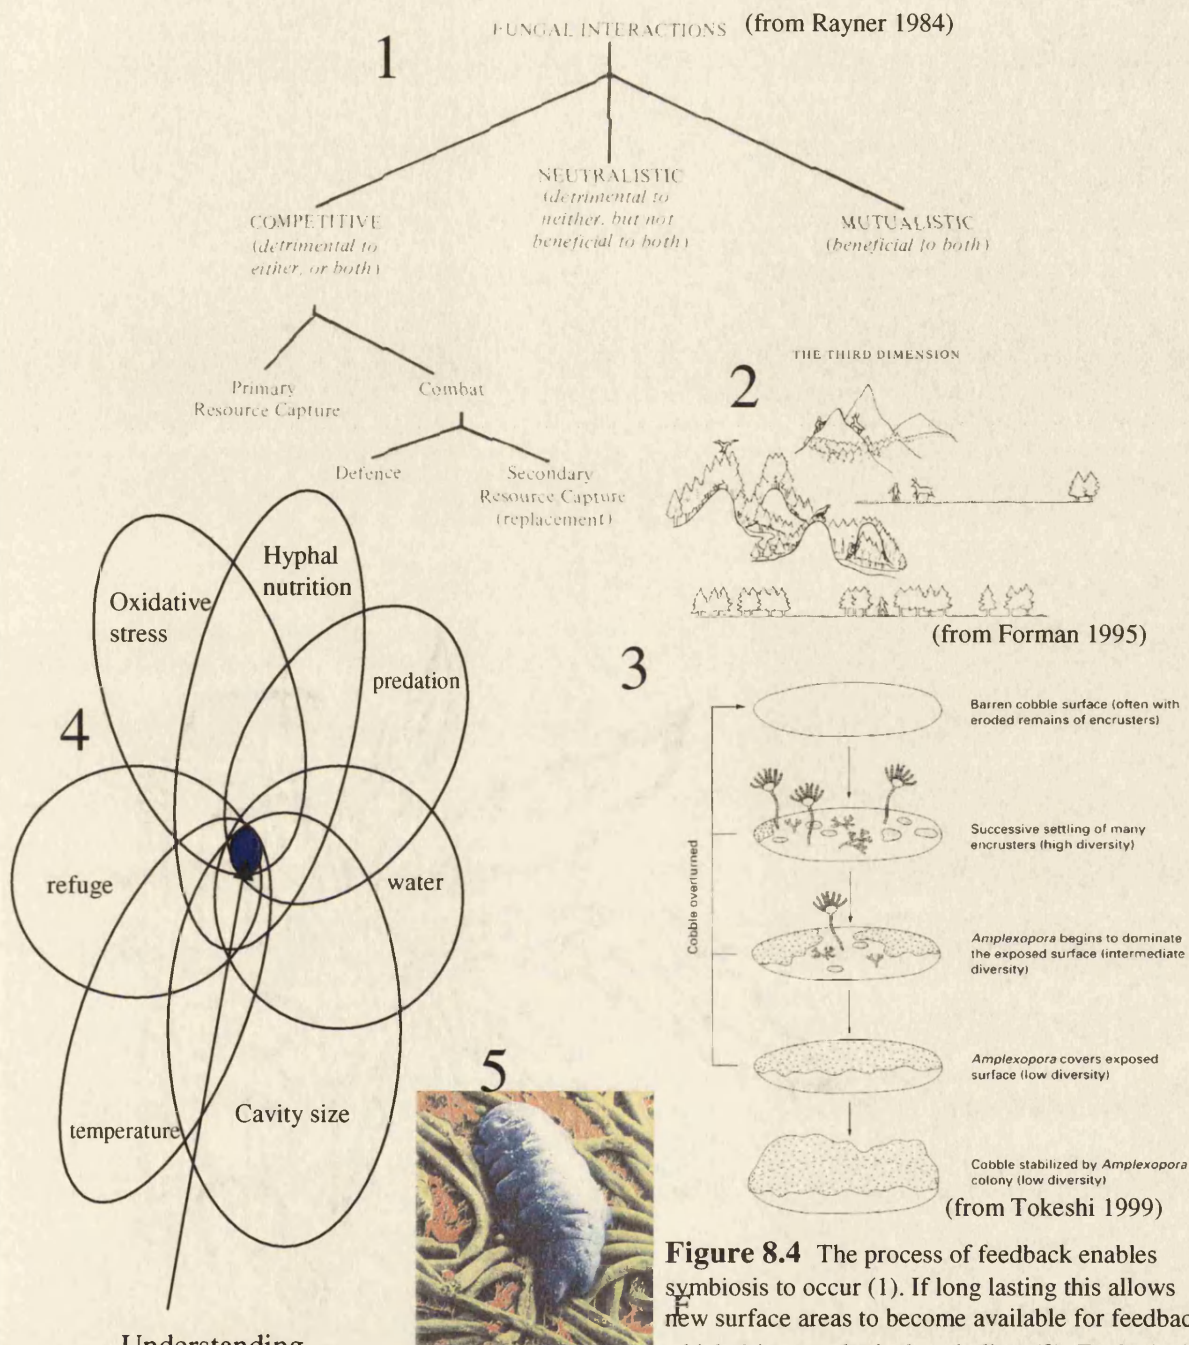 FUNGAL INTERACTIONS (from Rayner 1984)
1
NEUTRALISTIC
(detrimental to
neither, but not
beneficial to both)
COMPETITIVE
(detrimental to
either, or both)
MUTUALISTIC
(beneficial to both)
Primary
Resource Capture
Combat
Defence
Secondary
Resource Capture
(replacement)
2
THE THIRD DIMENSION
(from Forman 1995)
3
Barren cobble surface (often with
eroded remains of encrusters)
Successive settling of many
encrusters (high diversity)
Cobble overturned
Amplexopora begins to dominate
the exposed surface (intermediate
diversity)
Amplexopora covers exposed
surface (low diversity)
Cobble stabilized by Amplexopora
colony (low diversity)
(from Tokeshi 1999)
4
Oxidative
stress
Hyphal
nutrition
predation
refuge
water
temperature
Cavity size
Understanding
5
Figure 8.4 The process of feedback enables
symbiosis to occur (1). If long lasting this allows
F
new surface areas to become available for